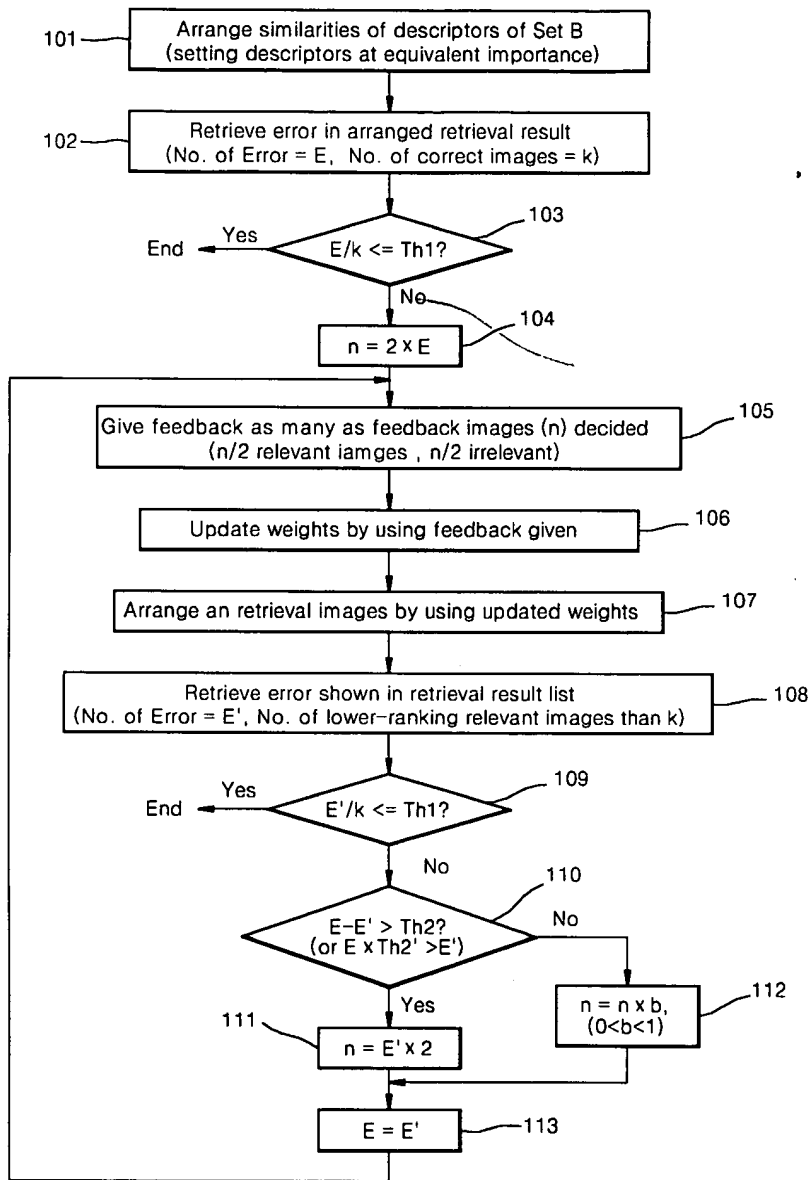 101
Arrange similarities of descriptors of Set B
(setting descriptors at equivalent importance)
102
Retrieve error in arranged retrieval result
(No. of Error = E, No. of correct images = k)
103
E/k <= Th1?
Yes
End
No
104
n = 2 x E
105
Give feedback as many as feedback images (n) decided
(n/2 relevant iamges , n/2 irrelevant)
106
Update weights by using feedback given
107
Arrange an retrieval images by using updated weights
108
Retrieve error shown in retrieval result list
(No. of Error = E', No. of lower-ranking relevant images than k)
109
E'/k <= Th1?
Yes
End
No
110
E-E' > Th2?
(or E x Th2' >E')
No
Yes
111
n = E' x 2
112
n = n x b,
(0<b<1)
113
E = E'